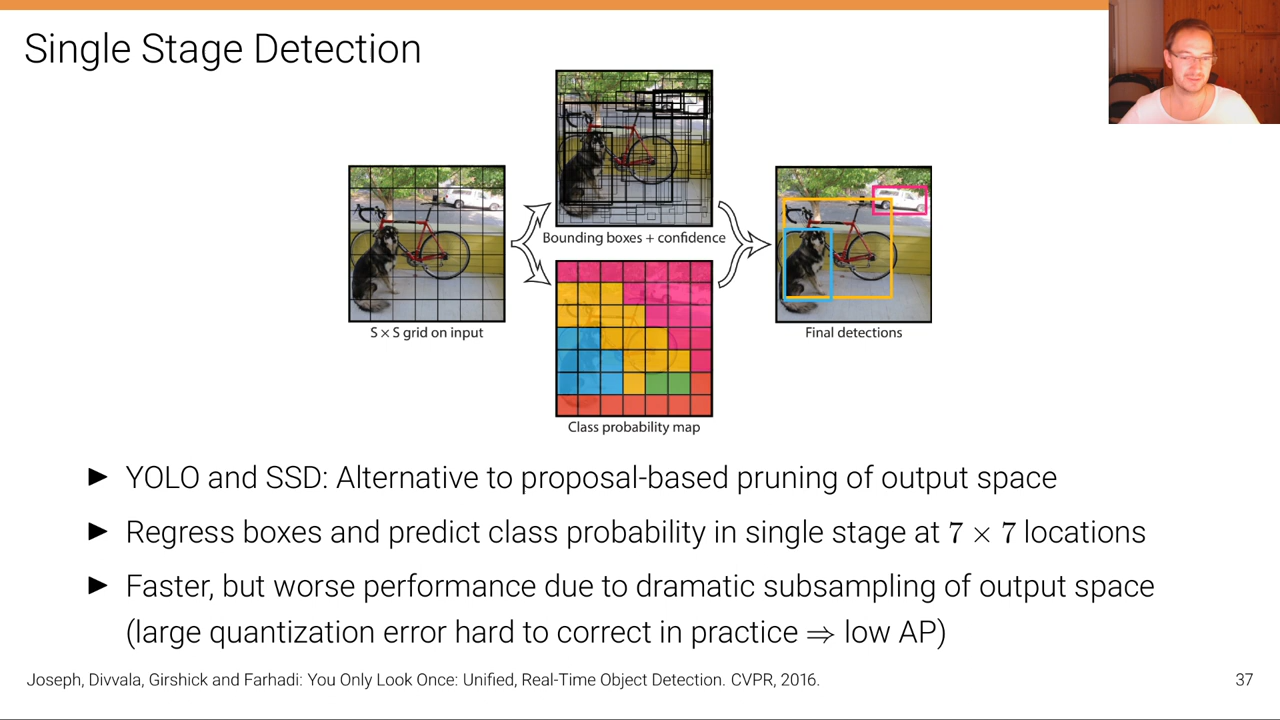 Single Stage Detection
Bounding boxes + confidence
S × S grid on input
Final detections
Class probability map
► YOLO and SSD: Alternative to proposal-based pruning of output space
► Regress boxes and predict class probability in single stage at 7 × 7 locations
► Faster, but worse performance due to dramatic subsampling of output space
(large quantization error hard to correct in practice ⇒ low AP)
Joseph, Divvala, Girshick and Farhadi: You Only Look Once: Unified, Real-Time Object Detection. CVPR, 2016.
37